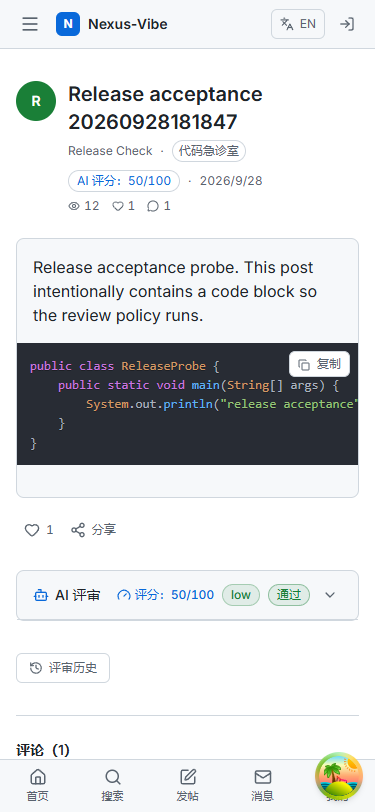 N Nexus-Vibe EN
R
Release acceptance
20260928181847
Release Check · 代码急诊室
AI 评分：50/100 · 2026/9/28
12 1 1
Release acceptance probe. This post
intentionally contains a code block so
the review policy runs.
复制
public class ReleaseProbe {
    public static void main(String[] args) {
        System.out.println("release acceptance"
    }
}
1 分享
AI 评审 评分：50/100 low 通过
评审历史
评论（1）
首页 搜索 发帖 消息